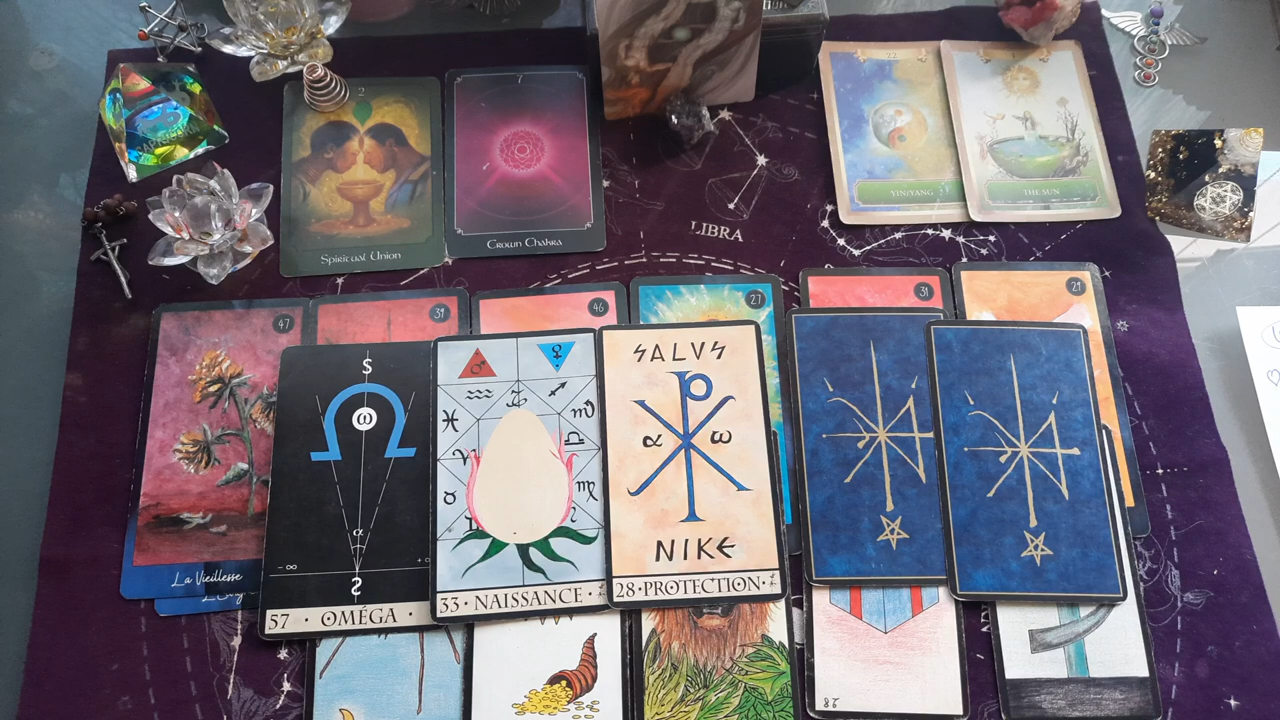 2
Spiritual Union
7
Crown Chakra
22
YIN/YANG
THE SUN
LIBRA
47
39
46
27
31
21
La Vieillesse
S
ω
α
-∞
57 · OMÉGA ·
33 · NAISSANCE ·
SALVS
α ω
NIKE
28 · PROTECTION ·